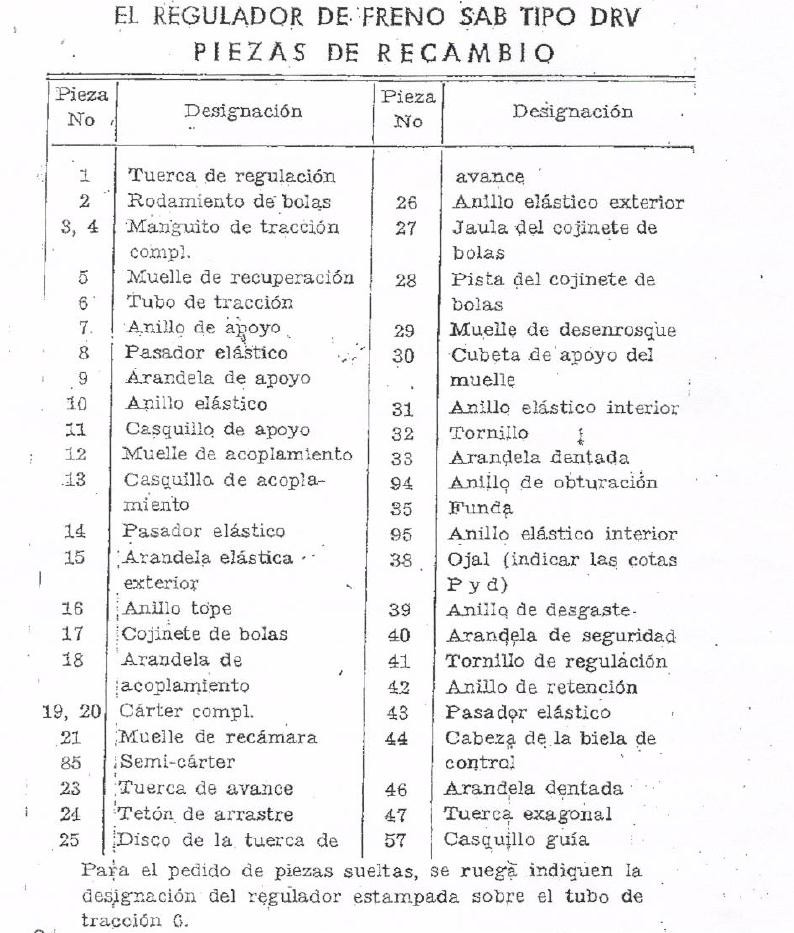 EL REGULADOR DE FRENO SAB TIPO DRV
PIEZAS DE RECAMBIO
Pieza No Designación
1 Tuerca de regulación
2 Rodamiento de bolas
3, 4 Manguito de tracción
compl.
5 Muelle de recuperación
6 Tubo de tracción
7. Anillo de apoyo
8 Pasador elástico
9 Arandela de apoyo
10 Anillo elástico
11 Casquillo de apoyo
12 Muelle de acoplamiento
13 Casquillo de acopla-
miento
14 Pasador elástico
15 Arandela elástica
exterior
16 Anillo tope
17 Cojinete de bolas
18 Arandela de
acoplamiento
19, 20 Cárter compl.
21 Muelle de recámara
85 Semi-cárter
23 Tuerca de avance
24 Tetón de arrastre
25 Disco de la tuerca de
Pieza No Designación
avance
26 Anillo elástico exterior
27 Jaula del cojinete de
bolas
28 Pista del cojinete de
bolas
29 Muelle de desenrosque
30 Cubeta de apoyo del
muelle
31 Anillo elástico interior
32 Tornillo
33 Arandela dentada
94 Anillo de obturación
35 Funda
95 Anillo elástico interior
38 Ojal (indicar las cotas
P y d)
39 Anillo de desgaste
40 Arandela de seguridad
41 Tornillo de regulación
42 Anillo de retención
43 Pasador elástico
44 Cabeza de la biela de
control
46 Arandela dentada
47 Tuerca exagonal
57 Casquillo guía
Para el pedido de piezas sueltas, se ruega indiquen la
designación del regulador estampada sobre el tubo de
tracción 6.